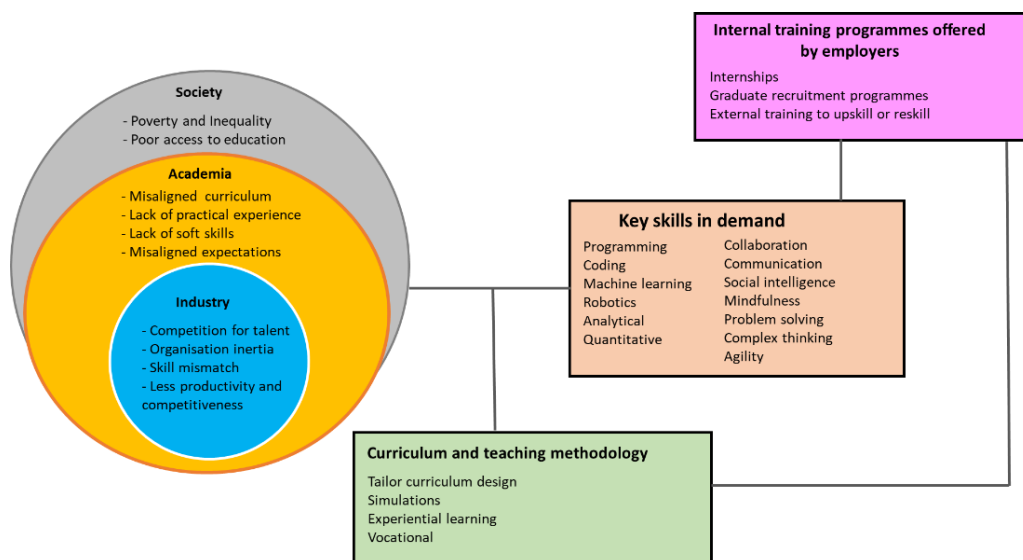 Internal training programmes offered
by employers
Internships
Graduate recruitment programmes
External training to upskill or reskill
Society
- Poverty and Inequality
- Poor access to education
Academia
- Misaligned curriculum
- Lack of practical experience
- Lack of soft skills
- Misaligned expectations
Industry
- Competition for talent
- Organisation inertia
- Skill mismatch
- Less productivity and
competitiveness
Key skills in demand
Programming
Coding
Machine learning
Robotics
Analytical
Quantitative
Collaboration
Communication
Social intelligence
Mindfulness
Problem solving
Complex thinking
Agility
Curriculum and teaching methodology
Tailor curriculum design
Simulations
Experiential learning
Vocational